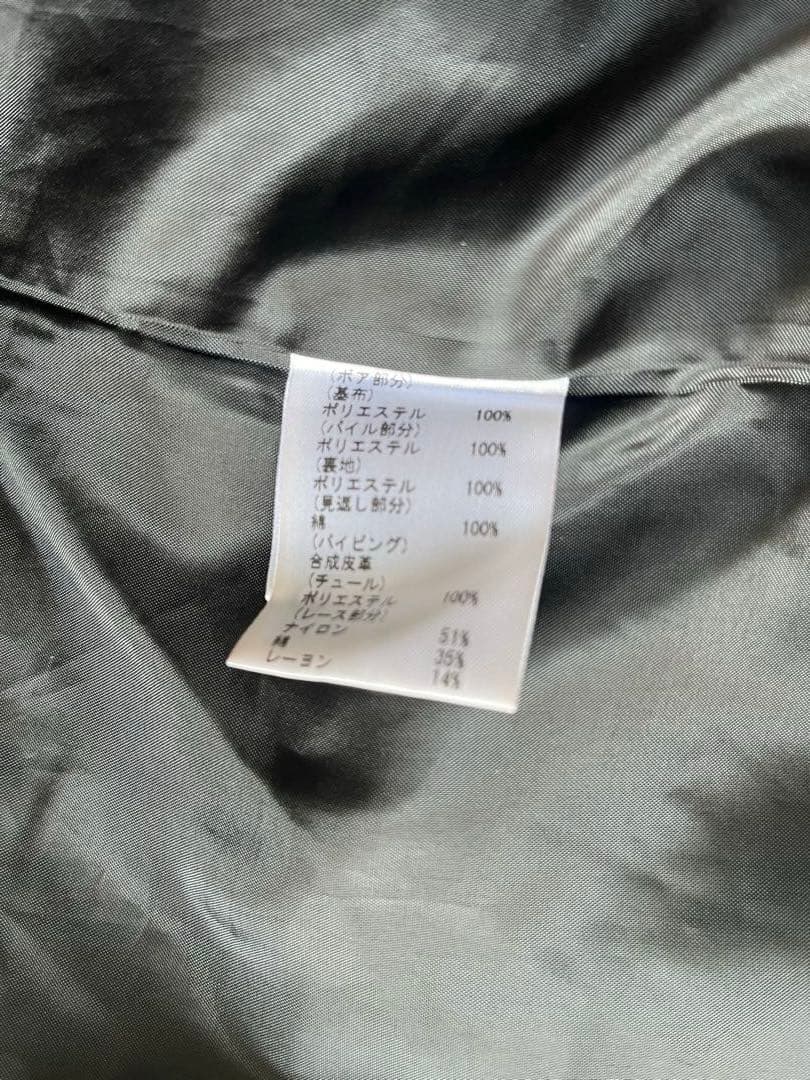 (ボア部分)
(基布)
ポリエステル 100%
(パイル部分)
ポリエステル 100%
(裏地)
ポリエステル 100%
(見返し部分)
綿 100%
(パイピング)
合成皮革
(チュール)
ポリエステル 100%
(レース部分)
ナイロン 51%
綿 35%
レーヨン 14%